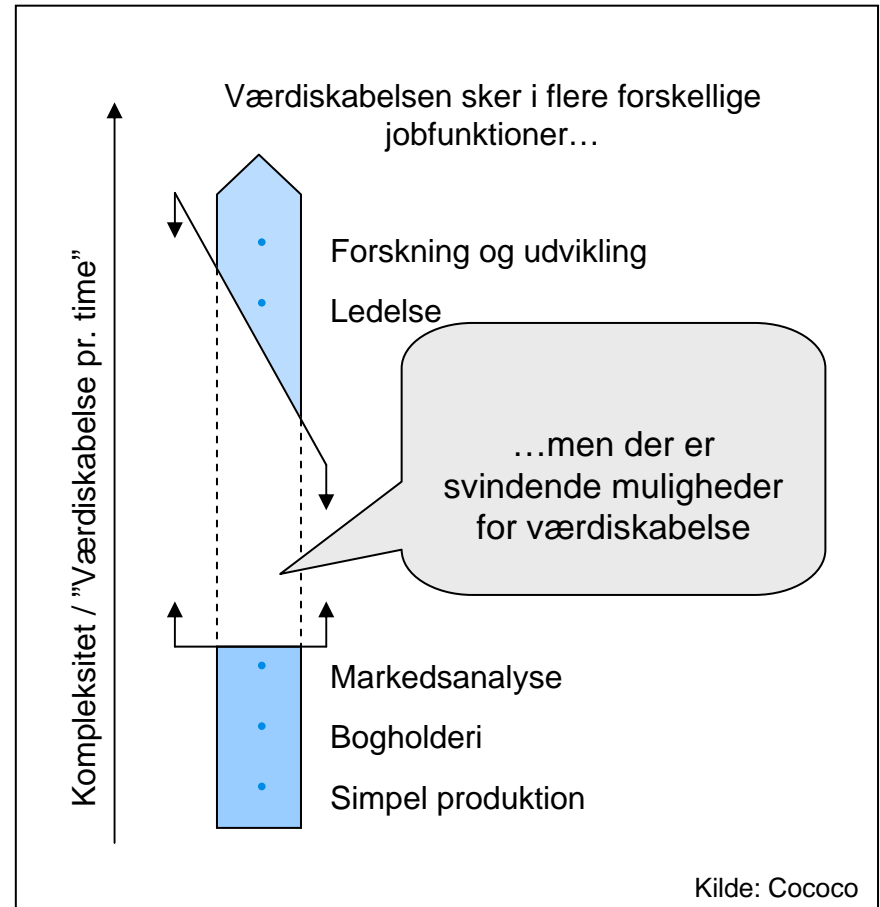 Værdiskabelsen sker i flere forskellige
jobfunktioner…
Kompleksitet / ”Værdiskabelse pr. time”
Forskning og udvikling
Ledelse
…men der er
svindende muligheder
for værdiskabelse
Markedsanalyse
Bogholderi
Simpel produktion
Kilde: Cococo